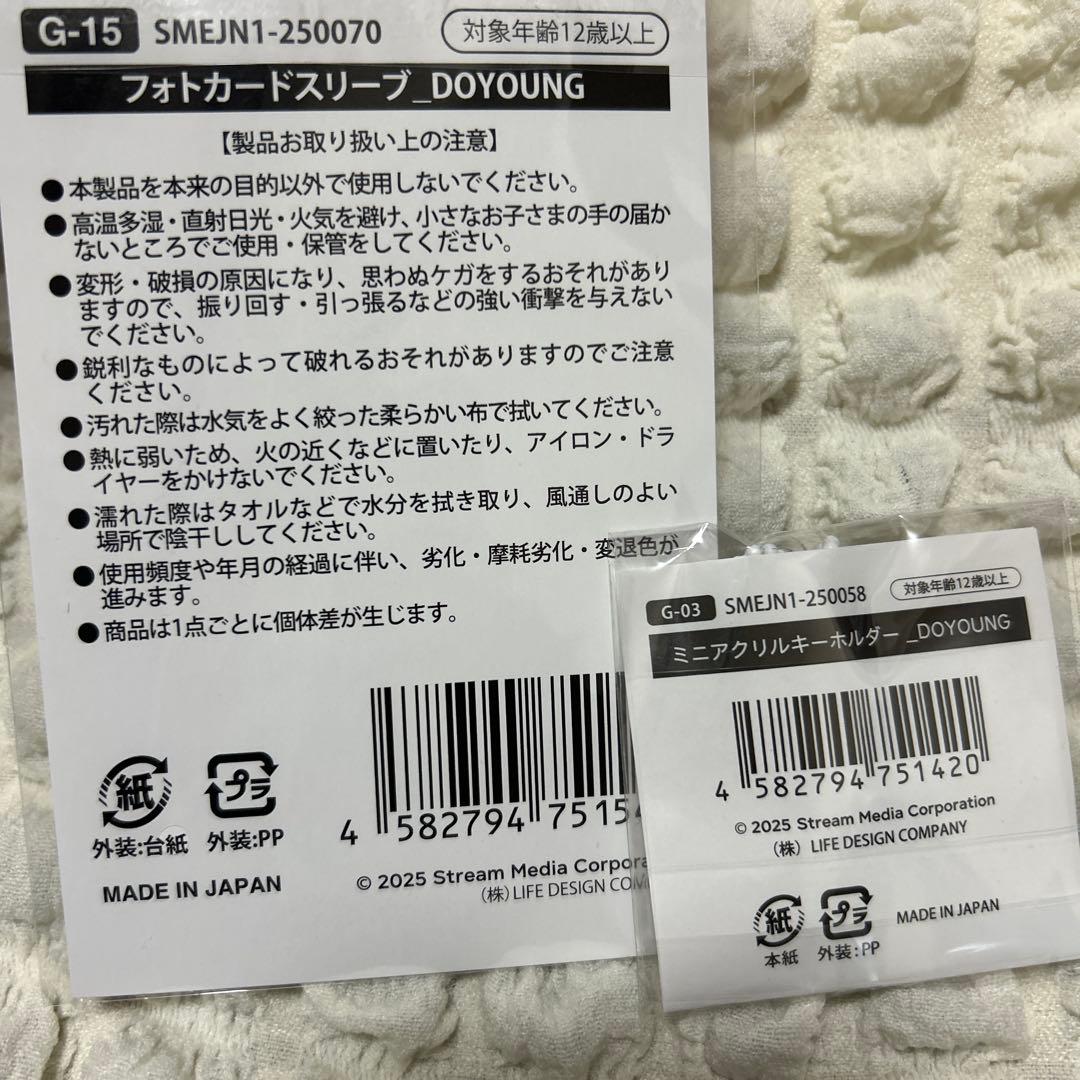 G-15 SMEJN1-250070 対象年齢12歳以上
フォトカードスリーブ_DOYOUNG
【製品お取り扱い上の注意】
●本製品を本来の目的以外で使用しないでください。
●高温多湿・直射日光・火気を避け、小さなお子さまの手の届か
ないところでご使用・保管をしてください。
●変形・破損の原因になり、思わぬケガをするおそれがあり
ますので、振り回す・引っ張るなどの強い衝撃を与えない
でください。
●鋭利なものによって破れるおそれがありますのでご注意
ください。
●汚れた際は水気をよく絞った柔らかい布で拭いてください。
●熱に弱いため、火の近くなどに置いたり、アイロン・ドラ
イヤーをかけないでください。
●濡れた際はタオルなどで水分を拭き取り、風通しのよい
場所で陰干ししてください。
●使用頻度や年月の経過に伴い、劣化・摩耗劣化・変退色が
進みます。
●商品は1点ごとに個体差が生じます。
紙 プラ
外装:台紙 外装:PP
MADE IN JAPAN
4 582794 7515
© 2025 Stream Media Corpora
(株) LIFE DESIGN COM
G-03 SMEJN1-250058 対象年齢12歳以上
ミニアクリルキーホルダー_DOYOUNG
4 582794 751420
© 2025 Stream Media Corporation
(株) LIFE DESIGN COMPANY
紙 プラ MADE IN JAPAN
本紙 外装:PP